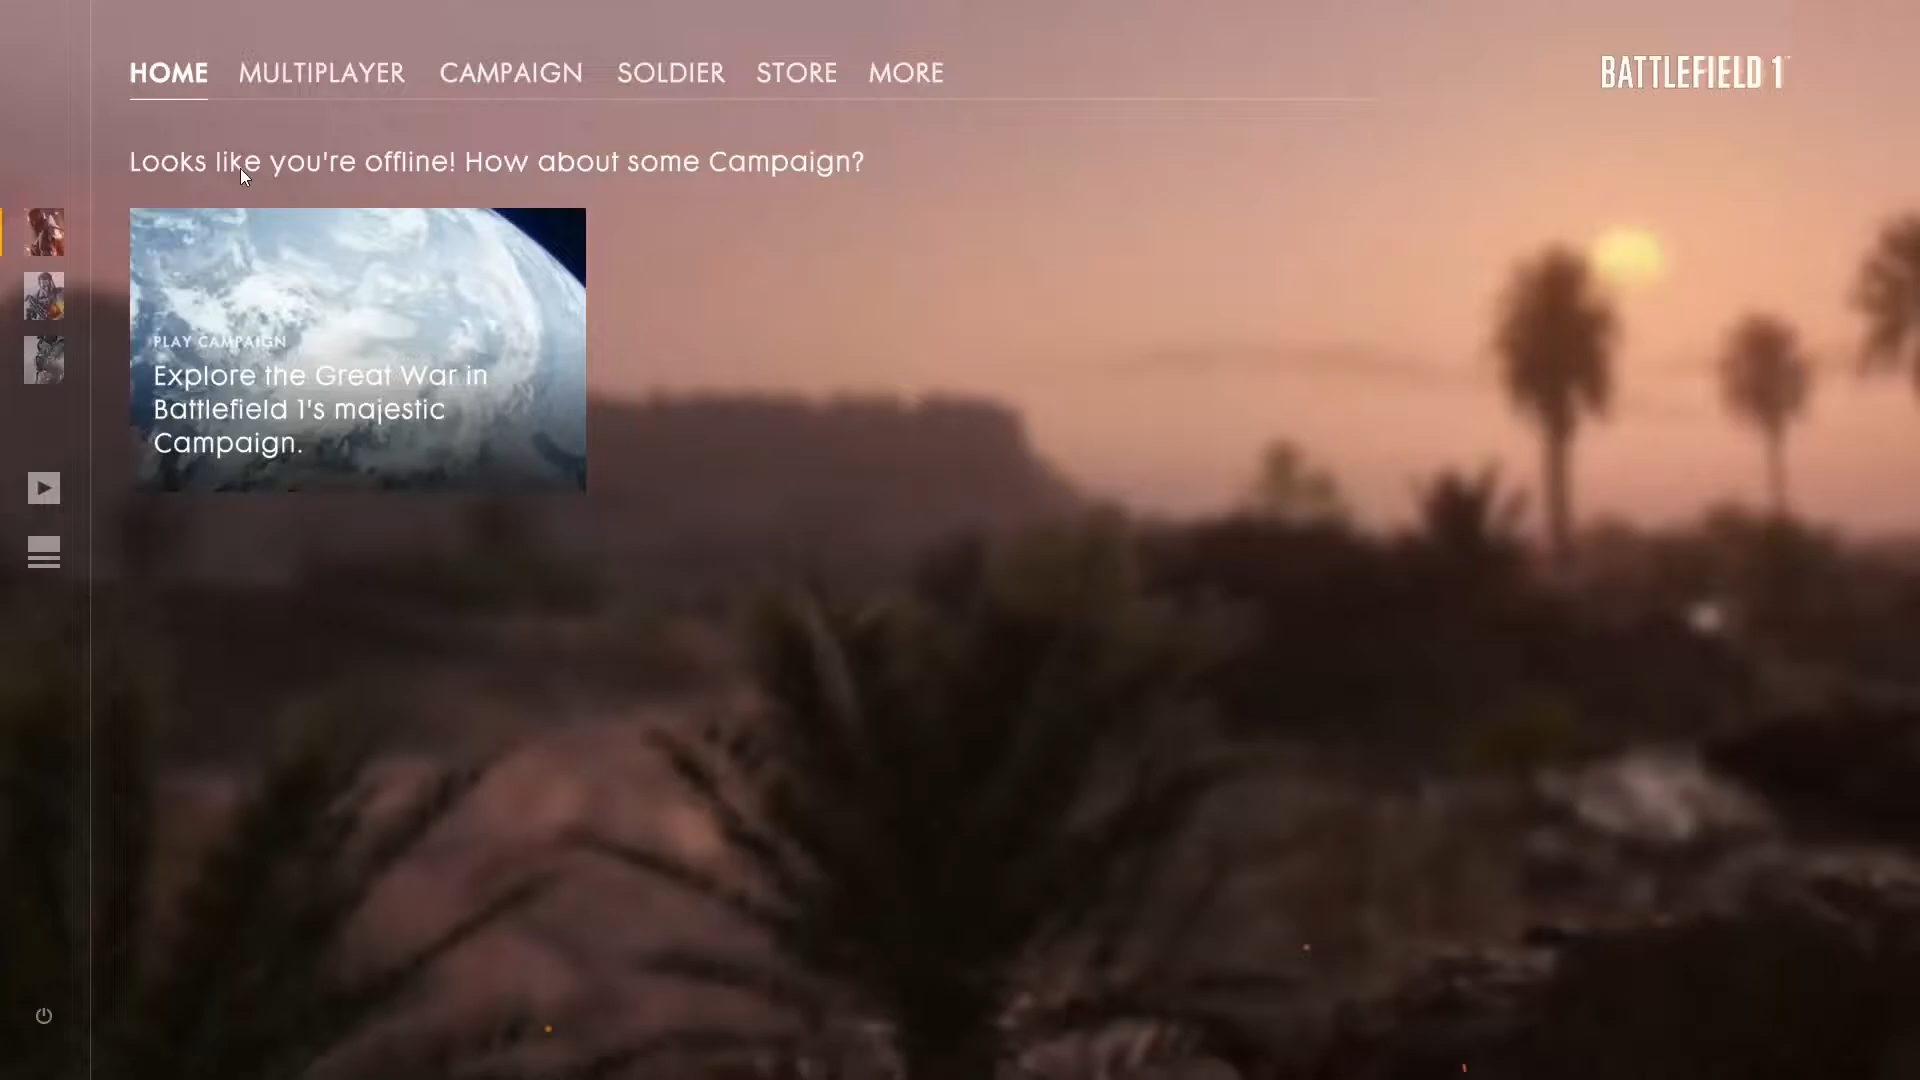 HOME MULTIPLAYER CAMPAIGN SOLDIER STORE MORE
BATTLEFIELD 1
Looks like you're offline! How about some Campaign?
PLAY CAMPAIGN
Explore the Great War in
Battlefield 1's majestic
Campaign.